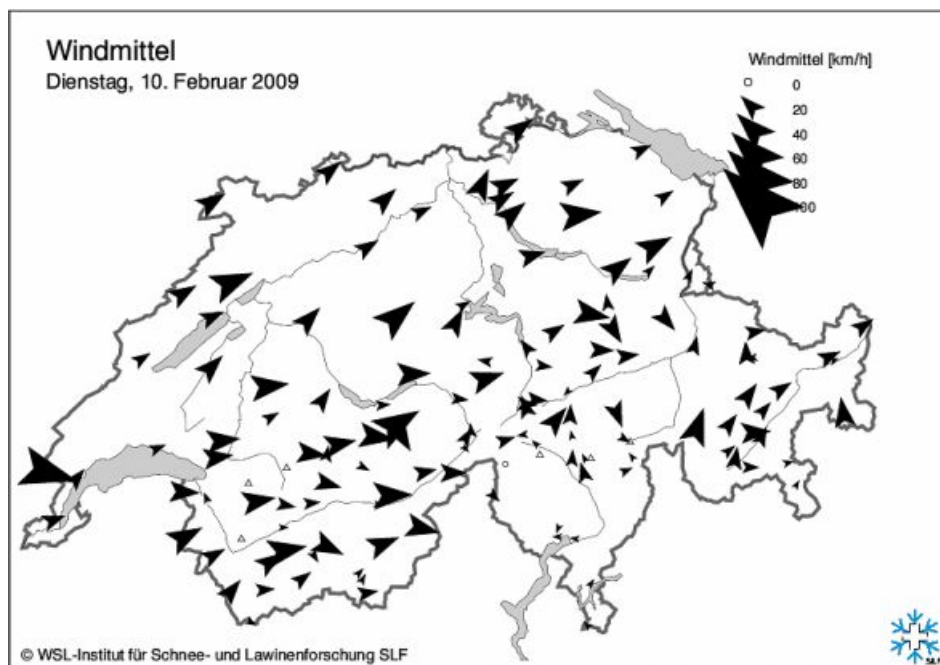 Windmittel
Dienstag, 10. Februar 2009
Windmittel [km/h]
0
20
40
60
80
100
© WSL-Institut für Schnee- und Lawinenforschung SLF